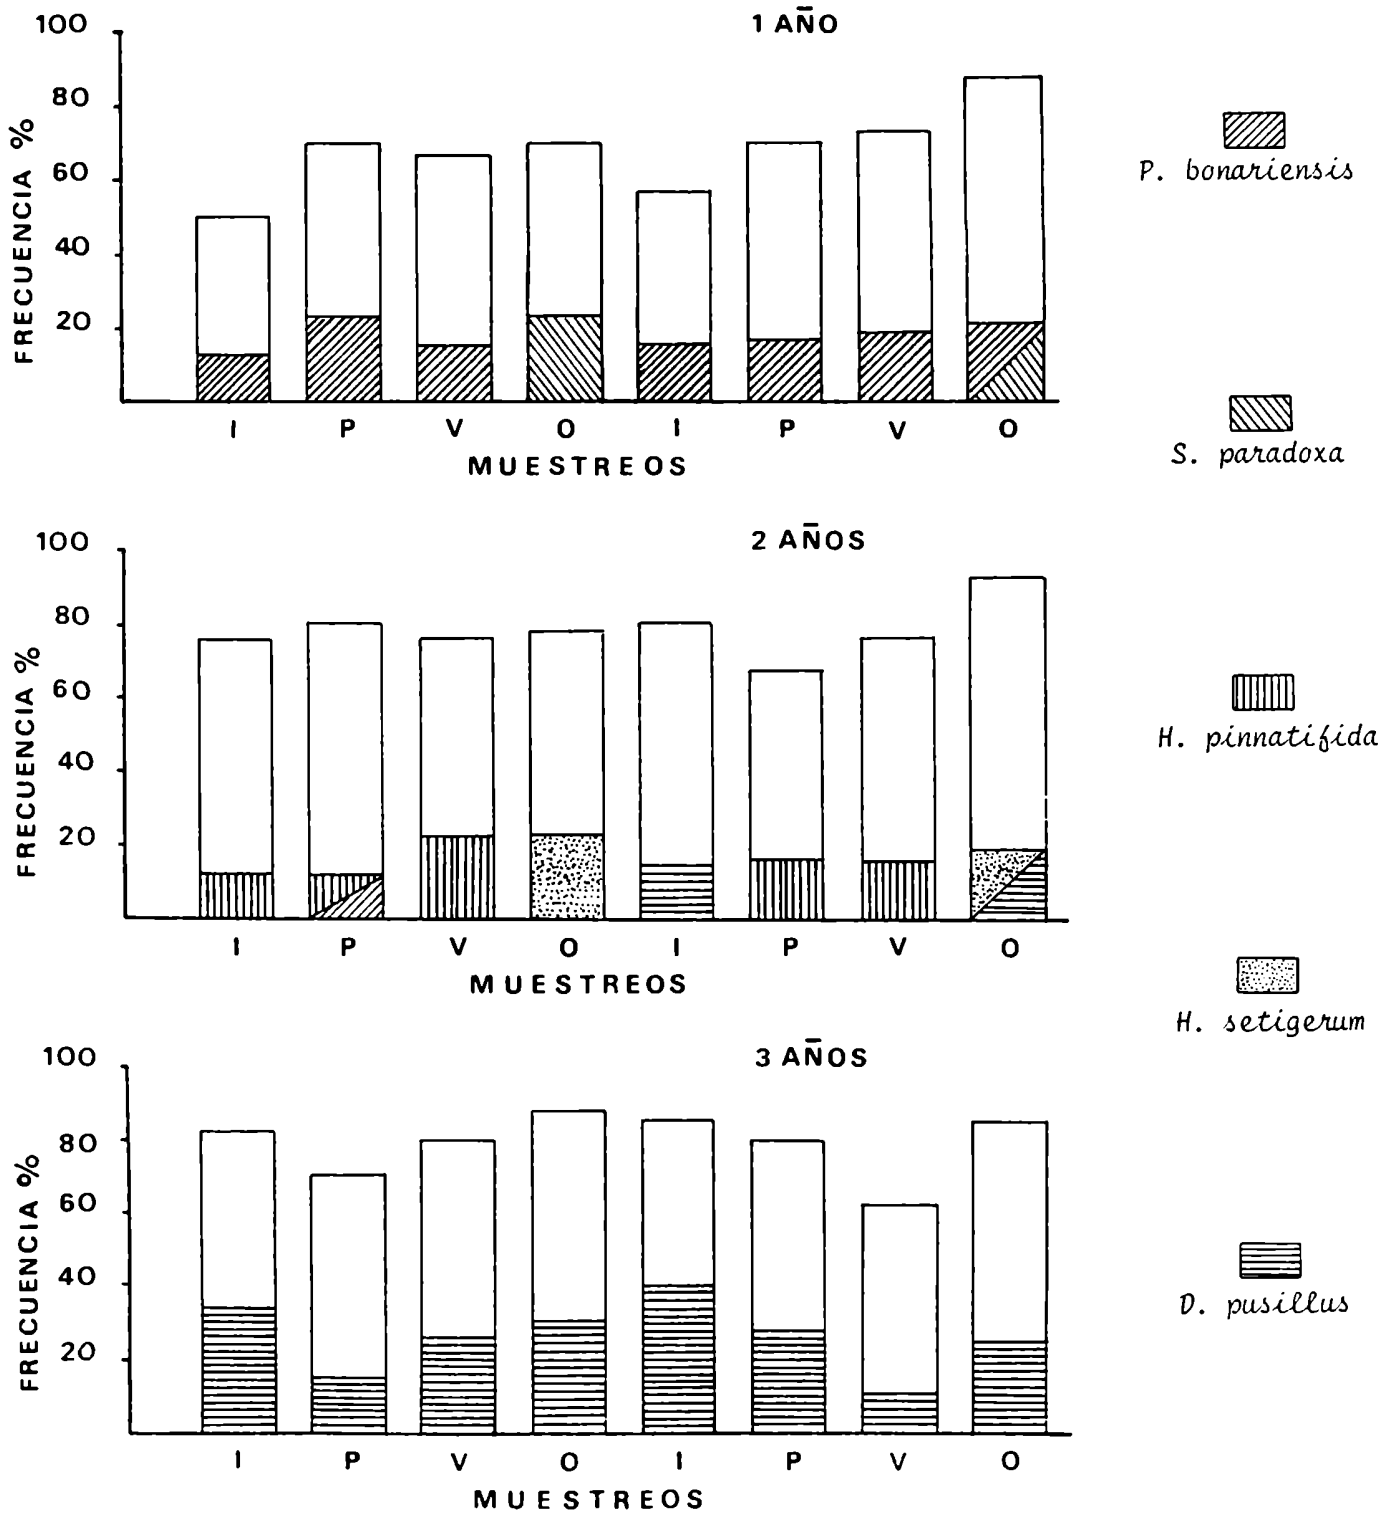 1 AÑO
100
80
60
40
20
FRECUENCIA %
I P V O I P V O
MUESTREOS
2 AÑOS
100
80
60
40
20
FRECUENCIA %
I P V O I P V O
MUESTREOS
3 AÑOS
100
80
60
40
20
FRECUENCIA %
I P V O I P V O
MUESTREOS
P. bonariensis
S. paradoxa
H. pinnatifida
H. setigerum
D. pusillus